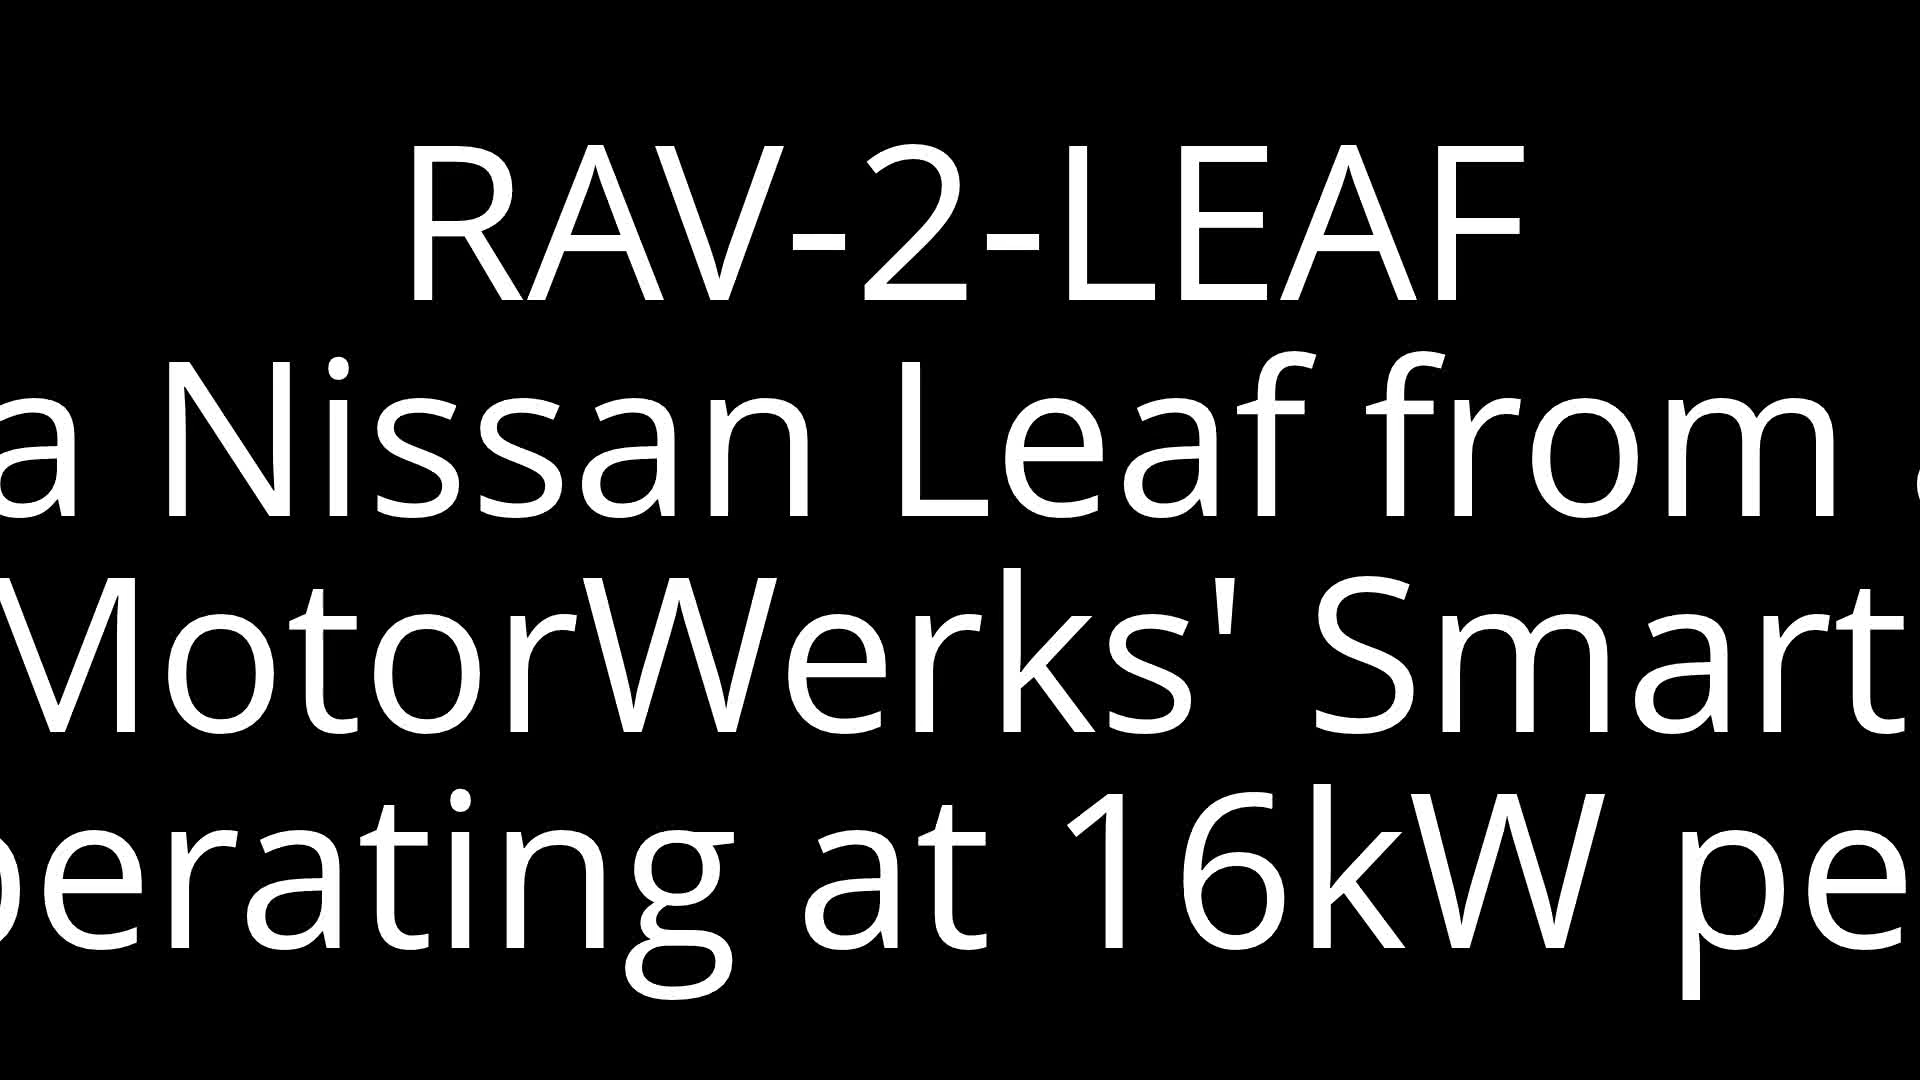 RAV-2-LEAF
a Nissan Leaf from
MotorWerks' Smart
perating at 16kW pe